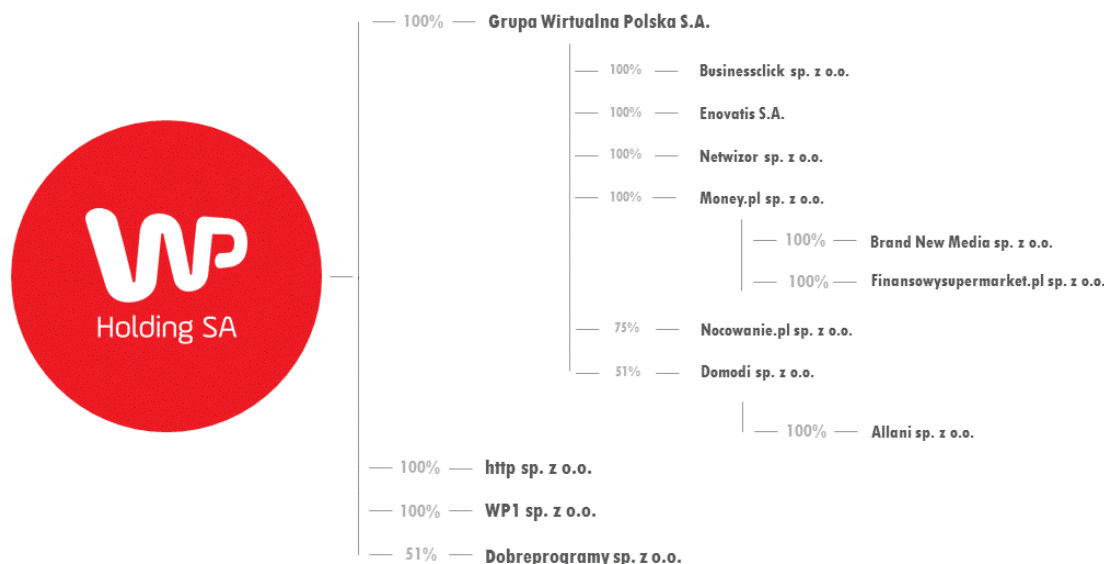 100% Grupa Wirtualna Polska S.A.
100% Businessclick sp. z o.o.
100% Enovatis S.A.
100% Netwizor sp. z o.o.
100% Money.pl sp. z o.o.
100% Brand New Media sp. z o.o.
100% Finansowysupermarket.pl sp. z o.o.
WP
Holding SA
75% Nocowanie.pl sp. z o.o.
51% Domodi sp. z o.o.
100% Allani sp. z o.o.
100% http sp. z o.o.
100% WP1 sp. z o.o.
51% Dobreprogramy sp. z o.o.